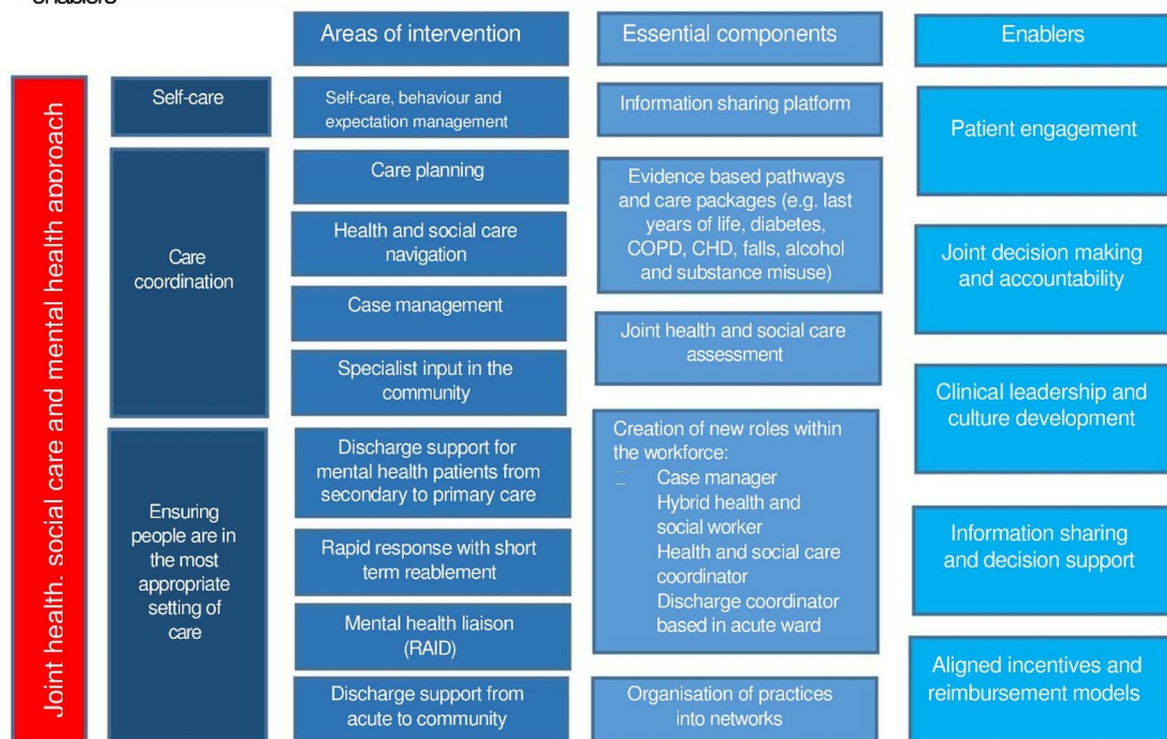 enablers
Areas of intervention
Essential components
Enablers
Joint health. social care and mental health approach
Self-care
Self-care, behaviour and
expectation management
Information sharing platform
Patient engagement
Care
coordination
Care planning
Health and social care
navigation
Case management
Specialist input in the
community
Evidence based pathways
and care packages (e.g. last
years of life, diabetes,
COPD, CHD, falls, alcohol
and substance misuse)
Joint health and social care
assessment
Joint decision making
and accountability
Clinical leadership and
culture development
Ensuring
people are in
the most
appropriate
setting of
care
Discharge support for
mental health patients from
secondary to primary care
Rapid response with short
term reablement
Mental health liaison
(RAID)
Discharge support from
acute to community
Creation of new roles within
the workforce:
Case manager
Hybrid health and
social worker
Health and social care
coordinator
Discharge coordinator
based in acute ward
Organisation of practices
into networks
Information sharing
and decision support
Aligned incentives and
reimbursement models